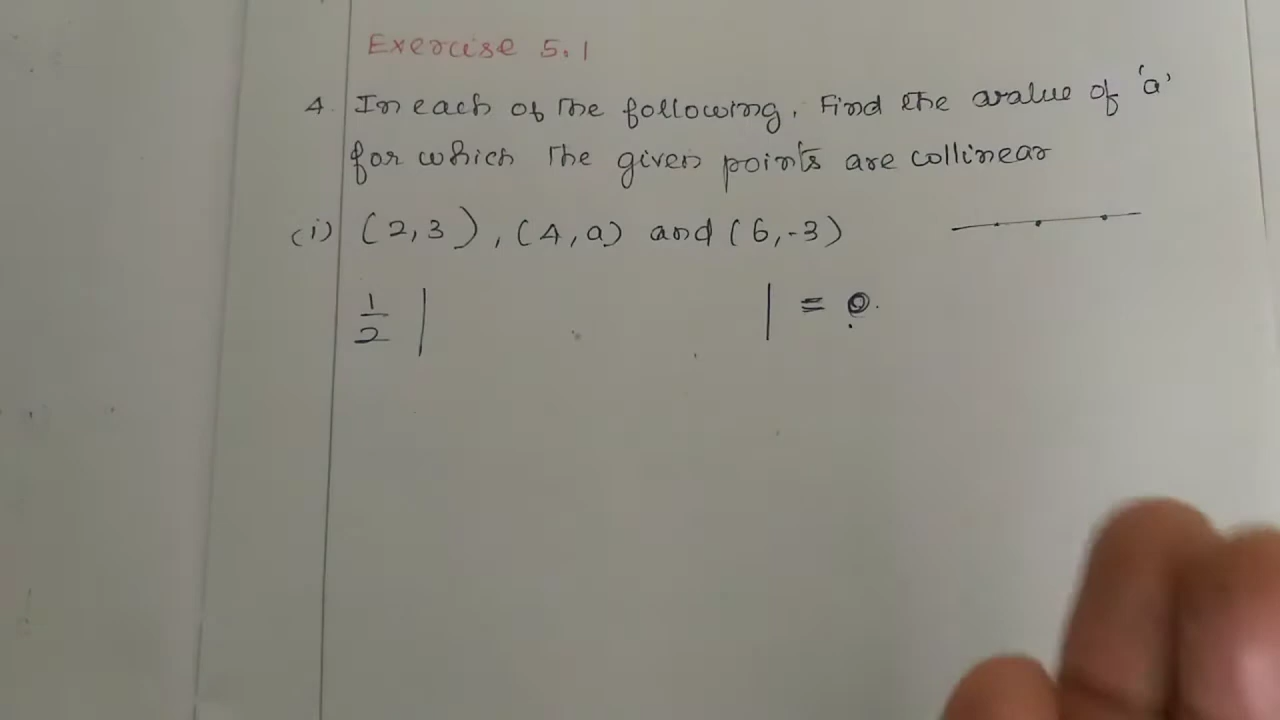 Exercise 5.1
4. In each of the following. Find the value of 'a'
for which the given points are collinear
(i) (2,3), (4,a) and (6,-3)
1/2 | | = 0.